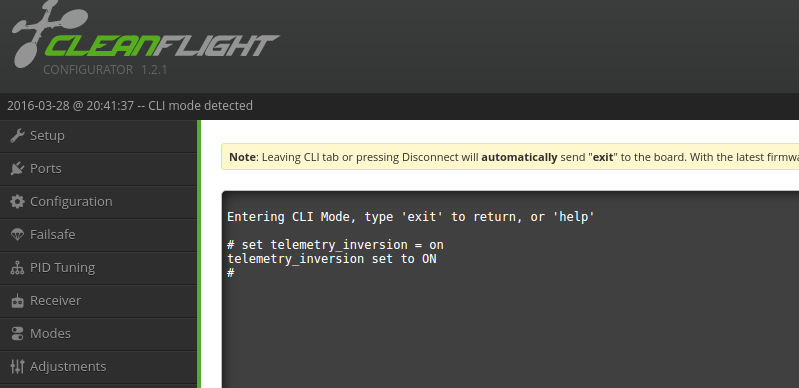 CLEANFLIGHT
CONFIGURATOR 1.2.1
2016-03-28 @ 20:41:37 -- CLI mode detected
Setup
Ports
Configuration
Failsafe
PID Tuning
Receiver
Modes
Adjustments
Note: Leaving CLI tab or pressing Disconnect will automatically send "exit" to the board. With the latest
Entering CLI Mode, type 'exit' to return, or 'help'
# set telemetry_inversion = on
telemetry_inversion set to ON
#